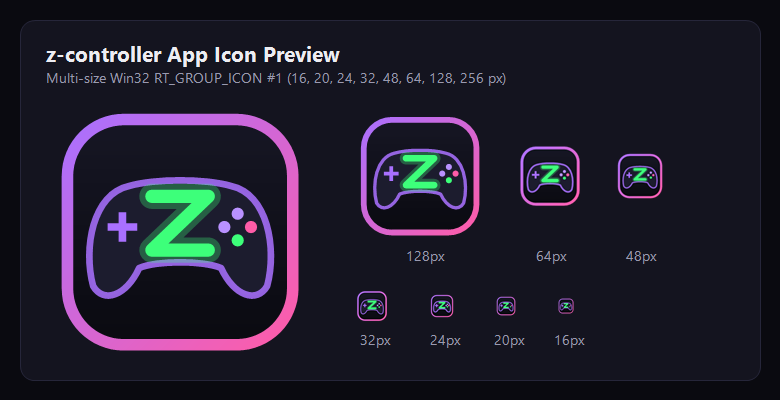 z-controller App Icon Preview
Multi-size Win32 RT_GROUP_ICON #1 (16, 20, 24, 32, 48, 64, 128, 256 px)
Z
Z
Z
Z
128px
64px
48px
Z
Z
Z
Z
32px
24px
20px
16px